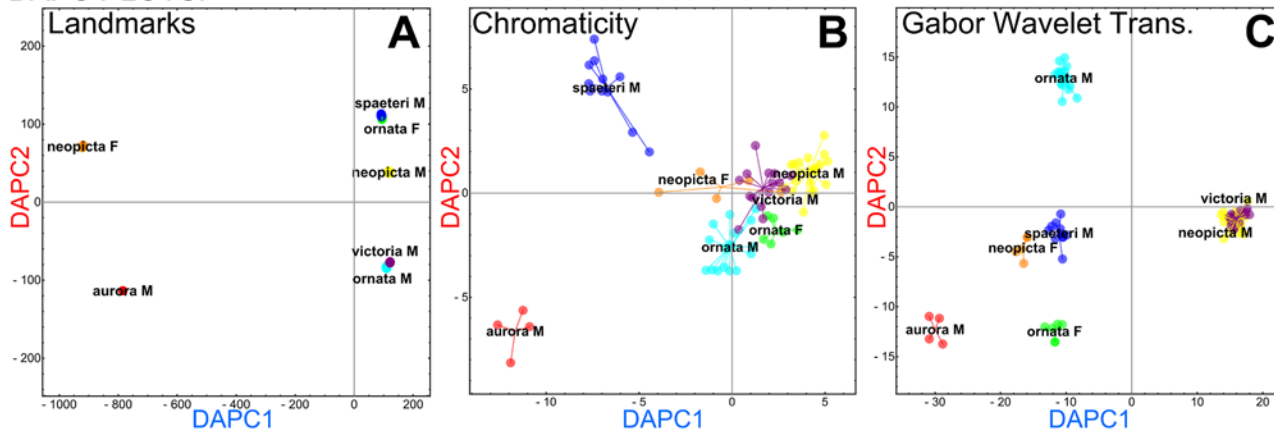 Landmarks
A
DAPC2
200
100
0
- 100
- 200
spaeteri M
ornata F
neopicta F
neopicta M
victoria M
ornata M
aurora M
- 1000
- 800
- 600
- 400
- 200
0
200
DAPC1
Chromaticity
B
DAPC2
5
0
- 5
spaeteri M
neopicta F
neopicta M
victoria M
ornata F
ornata M
aurora M
- 10
- 5
0
5
DAPC1
Gabor Wavelet Trans.
C
15
10
5
0
- 5
- 10
- 15
ornata M
victoria M
spaeteri M
neopicta M
neopicta F
aurora M
ornata F
- 30
- 20
- 10
0
10
20
DAPC1